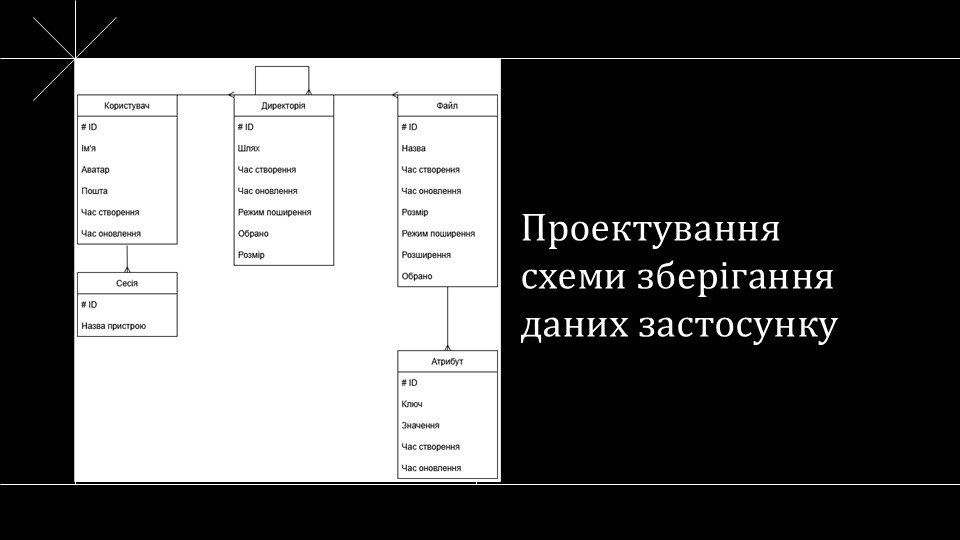 Користувач
# ID
Ім'я
Аватар
Пошта
Час створення
Час оновлення
Сесія
# ID
Назва пристрою
Директорія
# ID
Шлях
Час створення
Час оновлення
Режим поширення
Обрано
Розмір
Файл
# ID
Назва
Час створення
Час оновлення
Розмір
Режим поширення
Розширення
Обрано
Атрибут
# ID
Ключ
Значення
Час створення
Час оновлення
Проектування
схеми зберігання
даних застосунку